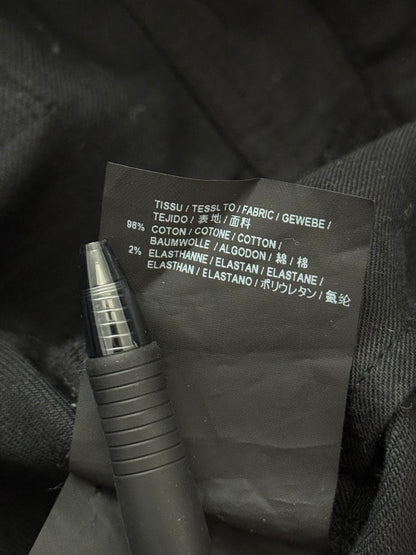 TISSU / TESSUTO / FABRIC / GEWEBE /
TEJIDO / 表地 / 面料
98% COTON / COTONE / COTTON /
BAUMWOLLE / ALGODON / 綿 / 棉
2% ELASTHANNE / ELASTAN / ELASTANE /
ELASTHAN / ELASTANO / ポリウレタン / 氨纶